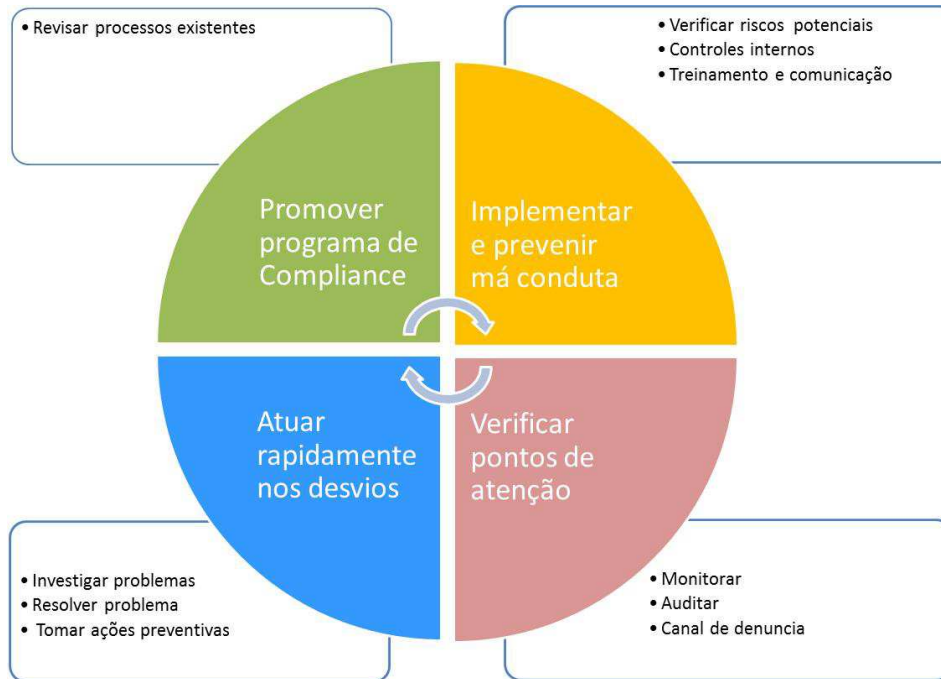 • Revisar processos existentes
• Verificar riscos potenciais
• Controles internos
• Treinamento e comunicação
Promover
programa de
Compliance
Implementar
e prevenir
má conduta
Atuar
rapidamente
nos desvios
Verificar
pontos de
atenção
• Investigar problemas
• Resolver problema
• Tomar ações preventivas
• Monitorar
• Auditar
• Canal de denuncia